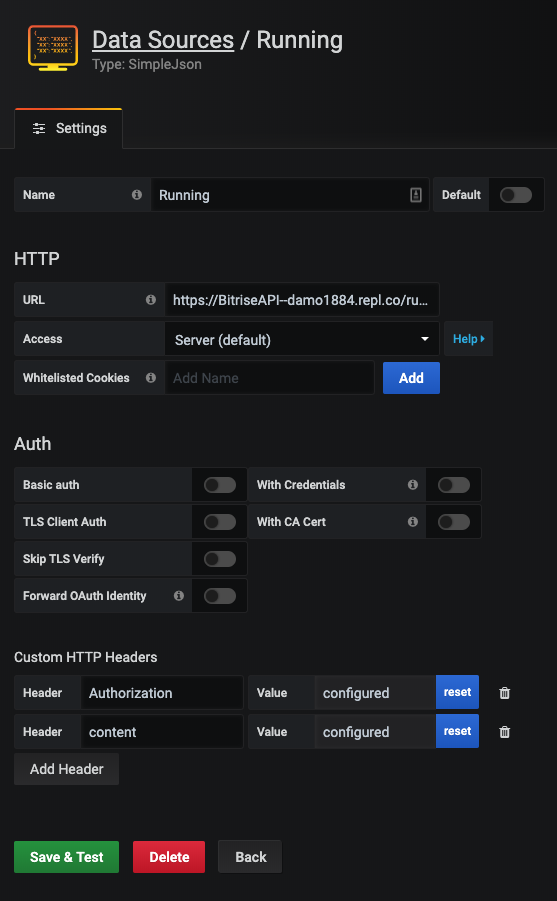 Data Sources / Running
Type: SimpleJson
Settings
Name Running Default
HTTP
URL https://BitriseAPI--damo1884.repl.co/ru...
Access Server (default) Help
Whitelisted Cookies Add Name Add
Auth
Basic auth With Credentials
TLS Client Auth With CA Cert
Skip TLS Verify
Forward OAuth Identity
Custom HTTP Headers
Header Authorization Value configured reset
Header content Value configured reset
Add Header
Save & Test Delete Back